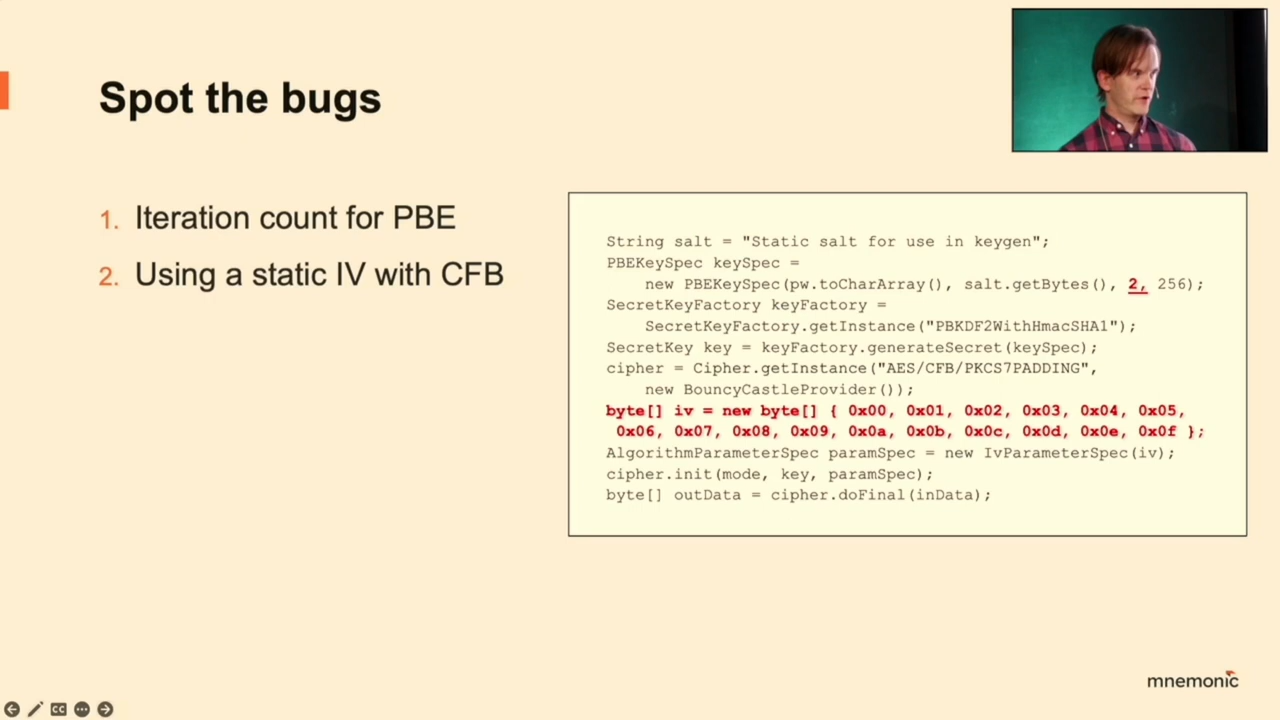 Spot the bugs
1. Iteration count for PBE
2. Using a static IV with CFB
String salt = "Static salt for use in keygen";
PBEKeySpec keySpec =
new PBEKeySpec(pw.toCharArray(), salt.getBytes(), 2, 256);
SecretKeyFactory keyFactory =
SecretKeyFactory.getInstance("PBKDF2WithHmacSHA1");
SecretKey key = keyFactory.generateSecret(keySpec);
cipher = Cipher.getInstance("AES/CFB/PKCS7PADDING",
new BouncyCastleProvider());
byte[] iv = new byte[] { 0x00, 0x01, 0x02, 0x03, 0x04, 0x05,
0x06, 0x07, 0x08, 0x09, 0x0a, 0x0b, 0x0c, 0x0d, 0x0e, 0x0f };
AlgorithmParameterSpec paramSpec = new IvParameterSpec(iv);
cipher.init(mode, key, paramSpec);
byte[] outData = cipher.doFinal(inData);
mnemonic
CC